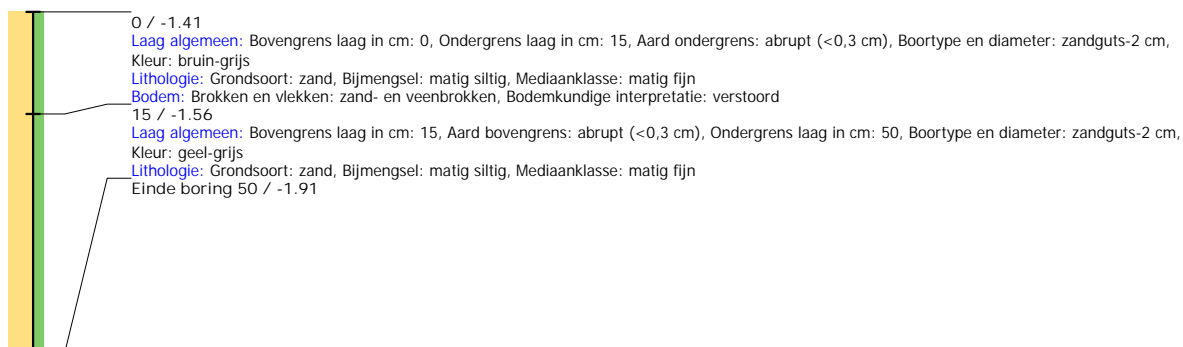 0 / -1.41
Laag algemeen: Bovengrens laag in cm: 0, Ondergrens laag in cm: 15, Aard ondergrens: abrupt (<0,3 cm), Boortype en diameter: zandguts-2 cm,
Kleur: bruin-grijs
Lithologie: Grondsoort: zand, Bijmengsel: matig siltig, Mediaanklasse: matig fijn
Bodem: Brokken en vlekken: zand- en veenbrokken, Bodemkundige interpretatie: verstoord
15 / -1.56
Laag algemeen: Bovengrens laag in cm: 15, Aard bovengrens: abrupt (<0,3 cm), Ondergrens laag in cm: 50, Boortype en diameter: zandguts-2 cm,
Kleur: geel-grijs
Lithologie: Grondsoort: zand, Bijmengsel: matig siltig, Mediaanklasse: matig fijn
Einde boring 50 / -1.91